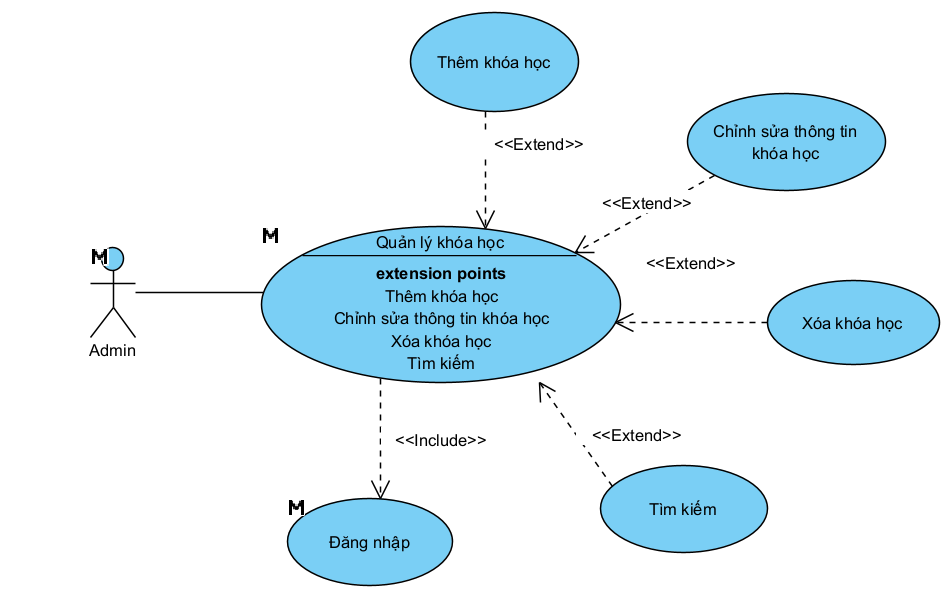 Thêm khóa học
<<Extend>>
Chỉnh sửa thông tin
khóa học
<<Extend>>
M
Quản lý khóa học
extension points
Thêm khóa học
Chỉnh sửa thông tin khóa học
Xóa khóa học
Tìm kiếm
M
Admin
<<Extend>>
Xóa khóa học
<<Include>>
<<Extend>>
Tìm kiếm
M
Đăng nhập